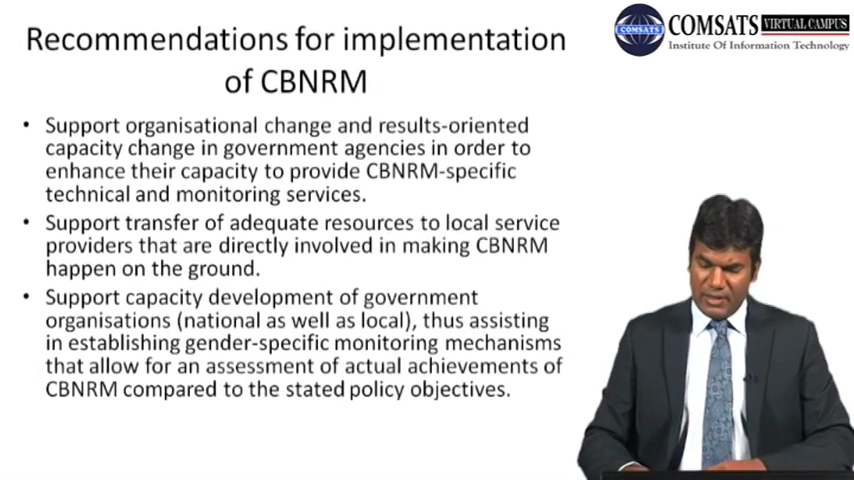 Recommendations for implementation
of CBNRM
• Support organisational change and results-oriented
capacity change in government agencies in order to
enhance their capacity to provide CBNRM-specific
technical and monitoring services.
• Support transfer of adequate resources to local service
providers that are directly involved in making CBNRM
happen on the ground.
• Support capacity development of government
organisations (national as well as local), thus assisting
in establishing gender-specific monitoring mechanisms
that allow for an assessment of actual achievements of
CBNRM compared to the stated policy objectives.
COMSATS
COMSATS VIRTUAL CAMPUS
Institute Of Information Technology